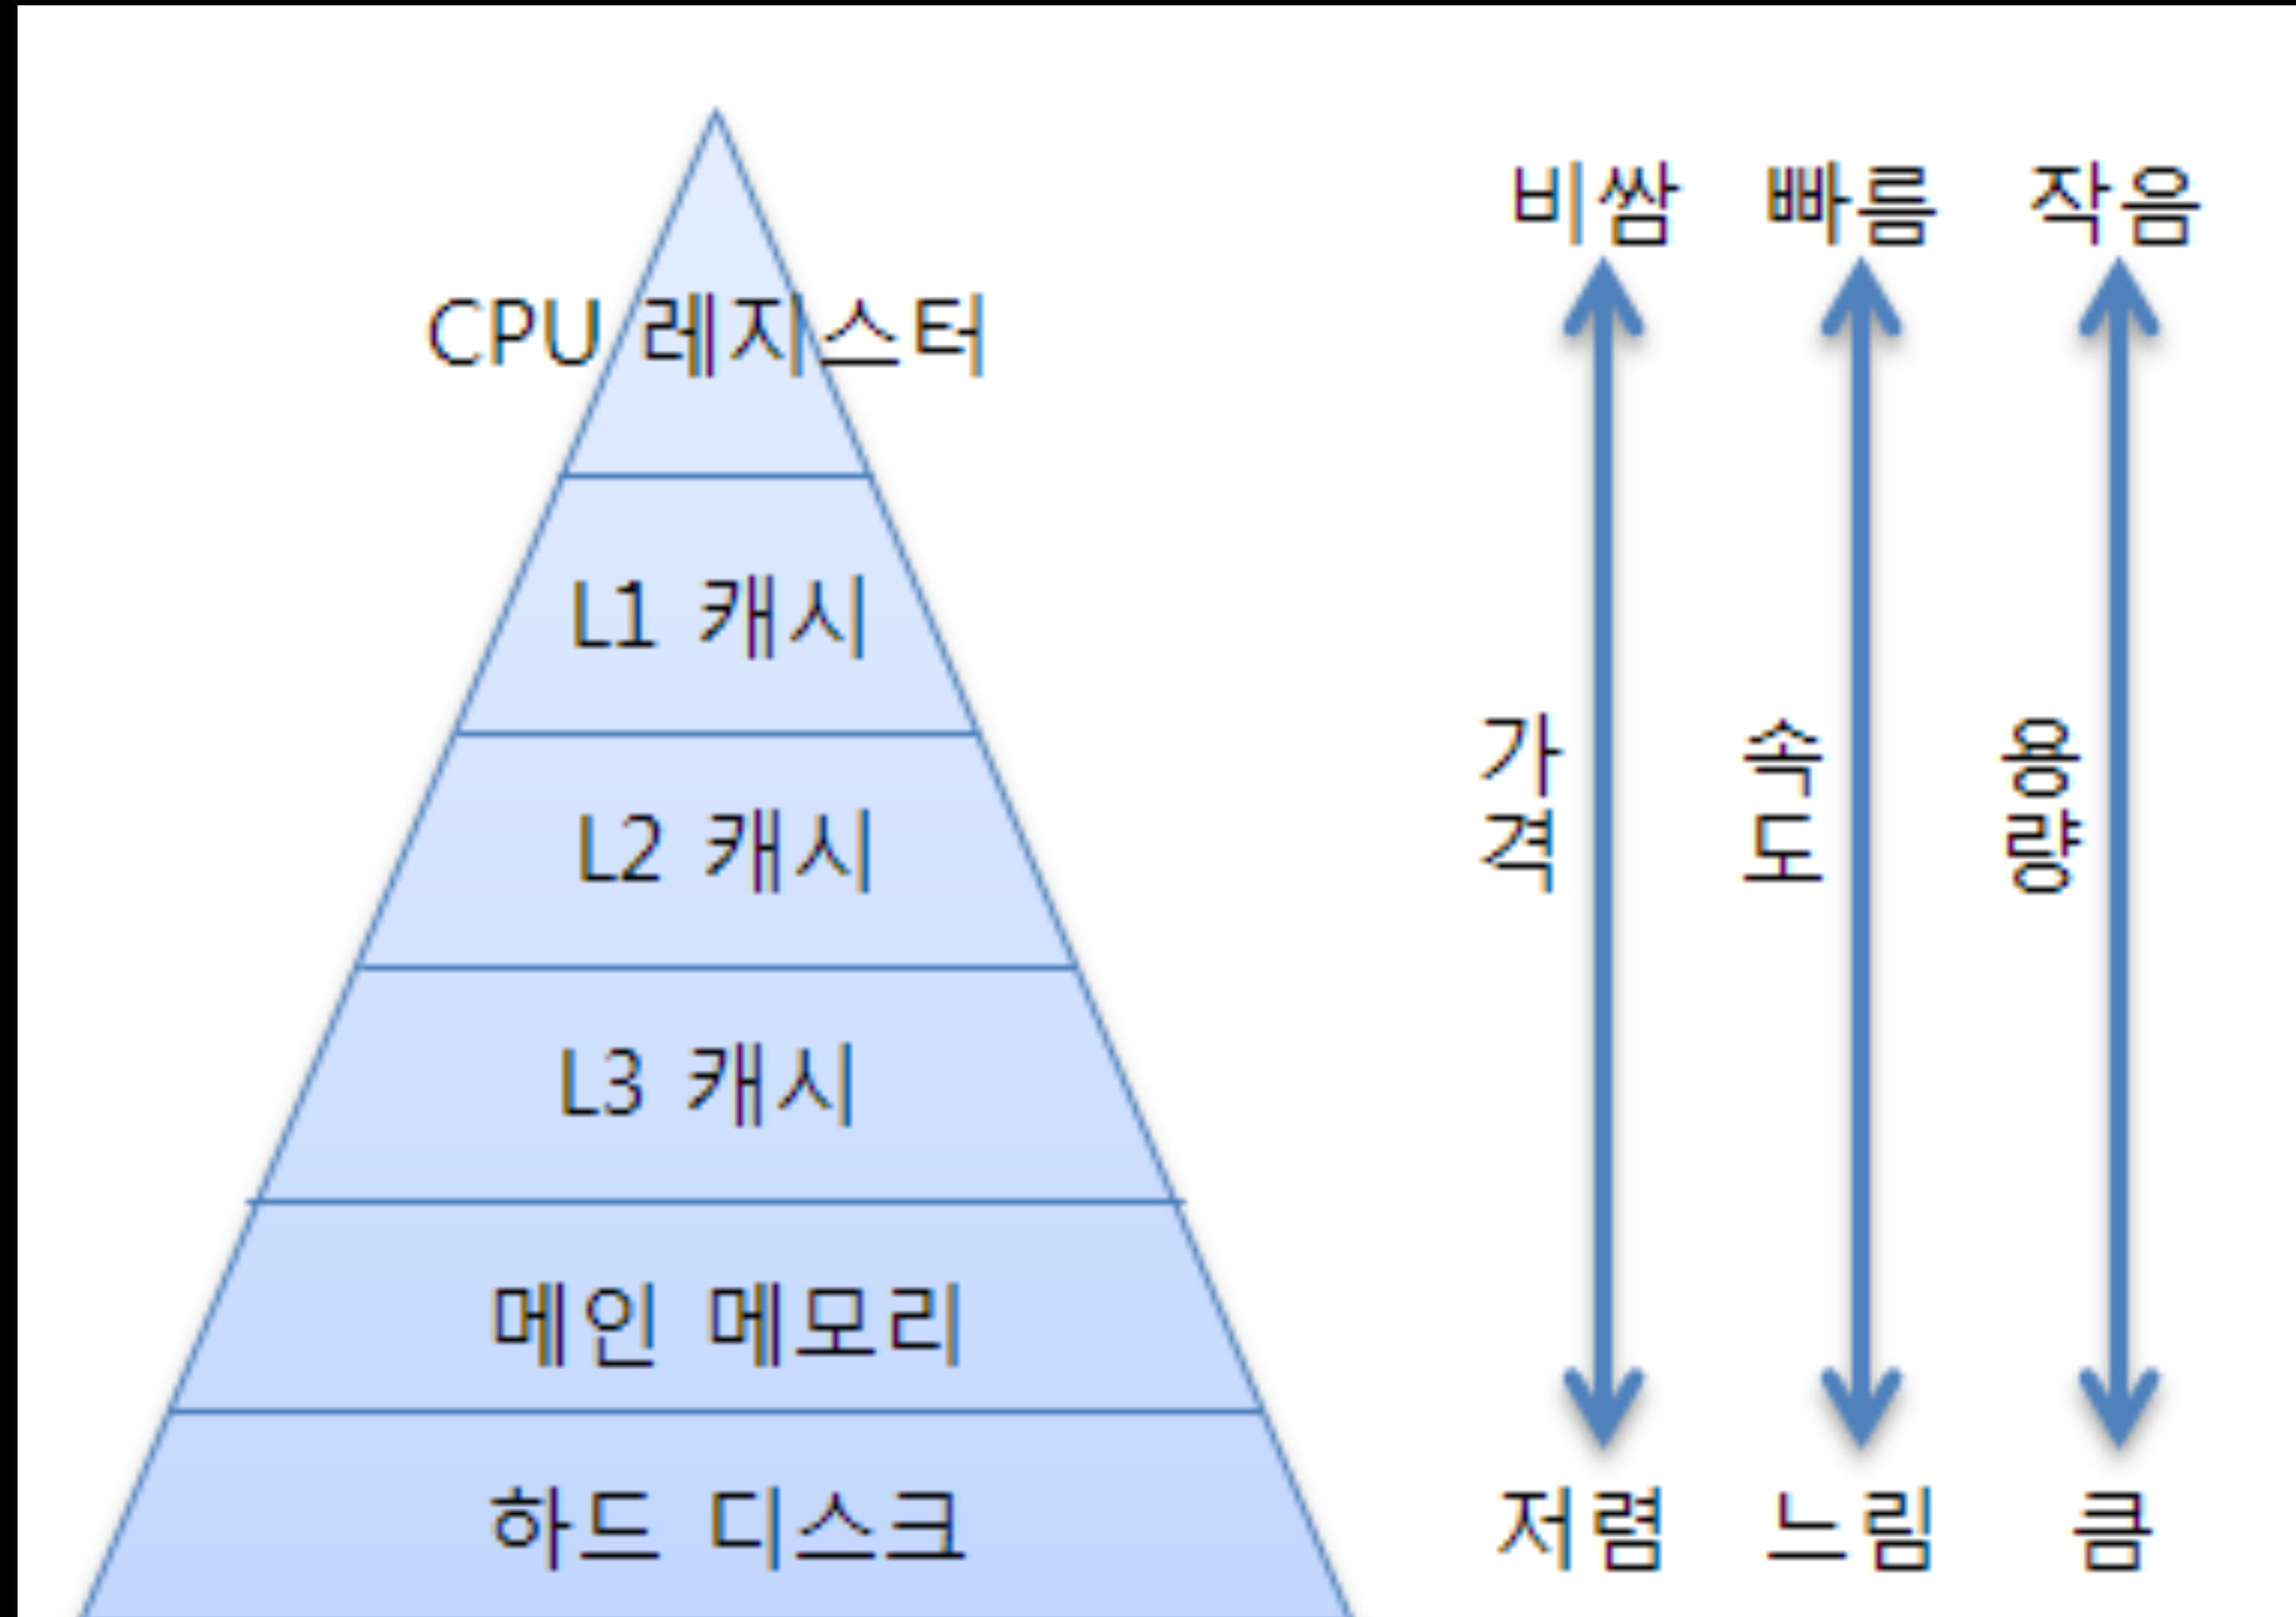 CPU 레지스터
L1 캐시
L2 캐시
L3 캐시
메인 메모리
하드 디스크
비쌈 빠름 작음
가격
속도
용량
저렴 느림 큼